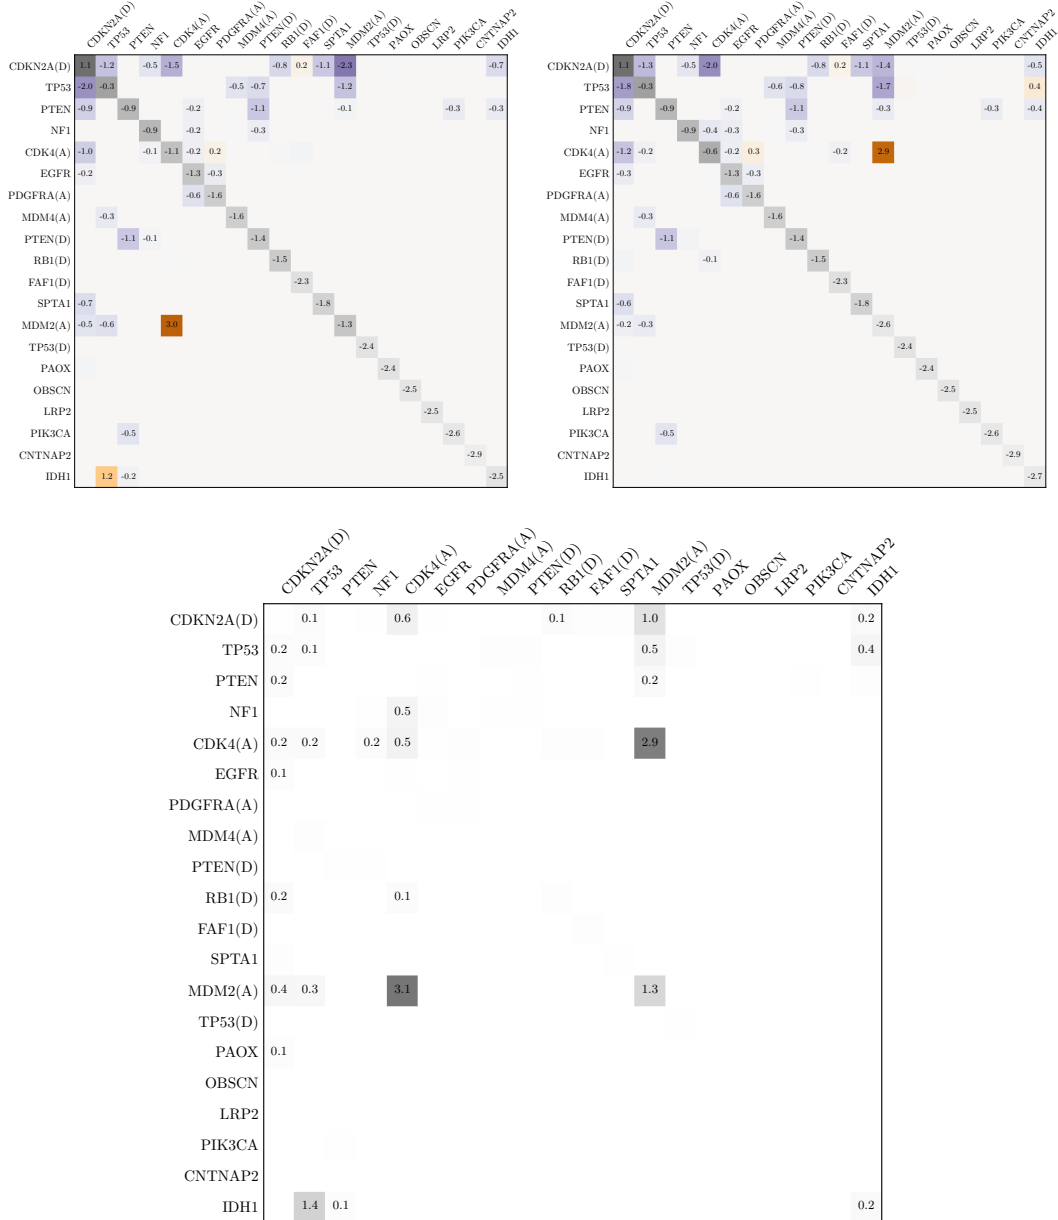 CDKN2A(D) TP53 PTEN NF1 CDK4(A) EGFR PDGFRA(A) MDM4(A) PTEN(D) RB1(D) FAF1(D) SPTA1 MDM2(A) TP53(D) PAOX OBSCN LRP2 PIK3CA CNTNAP2 IDH1
CDKN2A(D) 1.1 -1.2 -0.5 -1.5 -0.8 0.2 -1.1 -2.3 -0.7
TP53 -2.0 -0.3 -0.5 -0.7 -1.2
PTEN -0.9 -0.9 -0.2 -1.1 -0.1 -0.3 -0.3
NF1 -0.9 -0.2 -0.3
CDK4(A) -1.0 -0.1 -1.1 -0.2 0.2
EGFR -0.2 -1.3 -0.3
PDGFRA(A) -0.6 -1.6
MDM4(A) -0.3 -1.6
PTEN(D) -1.1 -0.1 -1.4
RB1(D) -1.5
FAF1(D) -2.3
SPTA1 -0.7 -1.8
MDM2(A) -0.5 -0.6 3.0 -1.3
TP53(D) -2.4
PAOX -2.4
OBSCN -2.5
LRP2 -2.5
PIK3CA -0.5 -2.6
CNTNAP2 -2.9
IDH1 1.2 -0.2 -2.5
CDKN2A(D) TP53 PTEN NF1 CDK4(A) EGFR PDGFRA(A) MDM4(A) PTEN(D) RB1(D) FAF1(D) SPTA1 MDM2(A) TP53(D) PAOX OBSCN LRP2 PIK3CA CNTNAP2 IDH1
CDKN2A(D) 1.1 -1.3 -0.5 -2.0 -0.8 0.2 -1.1 -1.4 -0.5
TP53 -1.8 -0.3 -0.6 -0.8 -1.7 0.4
PTEN -0.9 -0.9 -0.2 -1.1 -0.3 -0.3 -0.4
NF1 -0.9 -0.4 -0.3 -0.3
CDK4(A) -1.2 -0.2 -0.6 -0.2 0.3 -0.2 2.9
EGFR -0.3 -1.3 -0.3
PDGFRA(A) -0.6 -1.6
MDM4(A) -0.3 -1.6
PTEN(D) -1.1 -1.4
RB1(D) -0.1 -1.5
FAF1(D) -2.3
SPTA1 -0.6 -1.8
MDM2(A) -0.2 -0.3 -2.6
TP53(D) -2.4
PAOX -2.4
OBSCN -2.5
LRP2 -2.5
PIK3CA -0.5 -2.6
CNTNAP2 -2.9
IDH1 -2.7
CDKN2A(D) TP53 PTEN NF1 CDK4(A) EGFR PDGFRA(A) MDM4(A) PTEN(D) RB1(D) FAF1(D) SPTA1 MDM2(A) TP53(D) PAOX OBSCN LRP2 PIK3CA CNTNAP2 IDH1
CDKN2A(D) 0.1 0.6 0.1 1.0 0.2
TP53 0.2 0.1 0.5 0.4
PTEN 0.2 0.2
NF1 0.5
CDK4(A) 0.2 0.2 0.2 0.5 2.9
EGFR 0.1
PDGFRA(A)
MDM4(A)
PTEN(D)
RB1(D) 0.2 0.1
FAF1(D)
SPTA1
MDM2(A) 0.4 0.3 3.1 1.3
TP53(D)
PAOX 0.1
OBSCN
LRP2
PIK3CA
CNTNAP2
IDH1 1.4 0.1 0.2